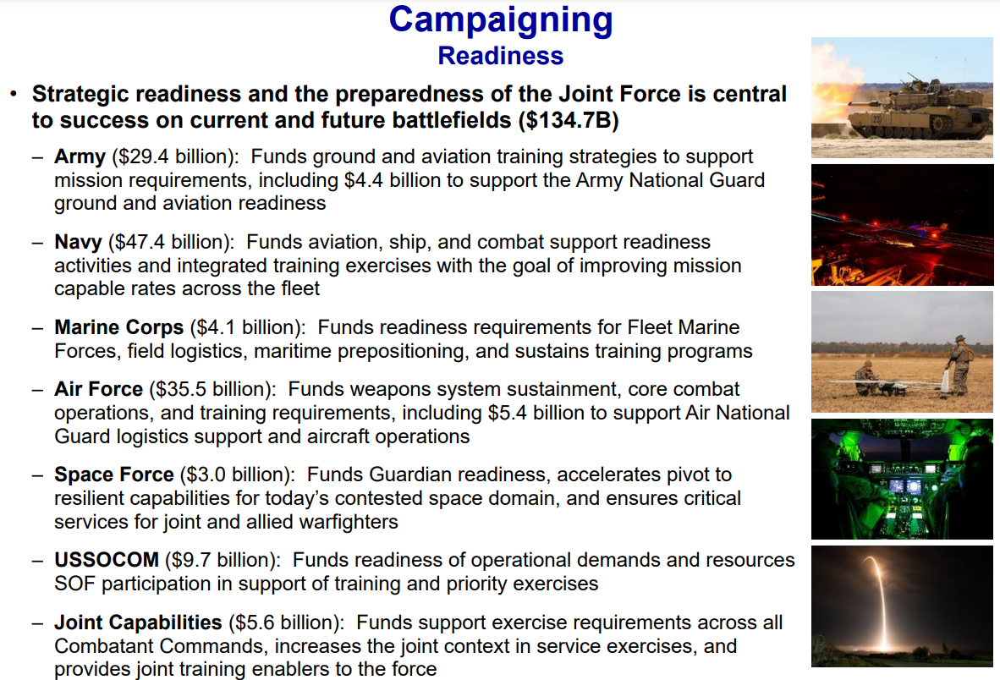 Campaigning
Readiness
• Strategic readiness and the preparedness of the Joint Force is central
to success on current and future battlefields ($134.7B)
– Army ($29.4 billion):  Funds ground and aviation training strategies to support
mission requirements, including $4.4 billion to support the Army National Guard
ground and aviation readiness
– Navy ($47.4 billion):  Funds aviation, ship, and combat support readiness
activities and integrated training exercises with the goal of improving mission
capable rates across the fleet
– Marine Corps ($4.1 billion):  Funds readiness requirements for Fleet Marine
Forces, field logistics, maritime prepositioning, and sustains training programs
– Air Force ($35.5 billion):  Funds weapons system sustainment, core combat
operations, and training requirements, including $5.4 billion to support Air National
Guard logistics support and aircraft operations
– Space Force ($3.0 billion):  Funds Guardian readiness, accelerates pivot to
resilient capabilities for today’s contested space domain, and ensures critical
services for joint and allied warfighters
– USSOCOM ($9.7 billion):  Funds readiness of operational demands and resources
SOF participation in support of training and priority exercises
– Joint Capabilities ($5.6 billion):  Funds support exercise requirements across all
Combatant Commands, increases the joint context in service exercises, and
provides joint training enablers to the force